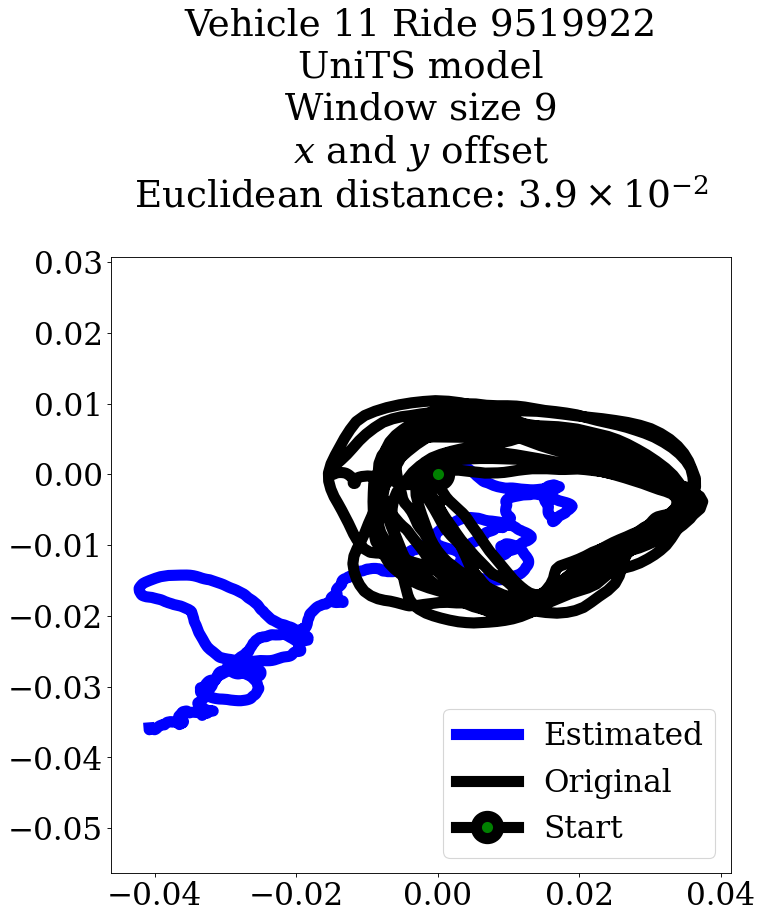 Vehicle 11 Ride 9519922
UniTS model
Window size 9
x and y offset
Euclidean distance: 3.9 × 10⁻²
0.03
0.02
0.01
0.00
−0.01
−0.02
−0.03
−0.04
−0.05
−0.04 −0.02 0.00 0.02 0.04
Estimated
Original
Start